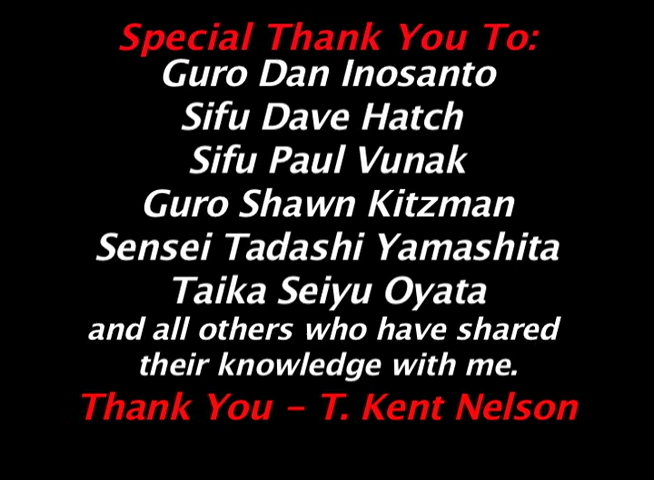 Special Thank You To:
Guro Dan Inosanto
Sifu Dave Hatch
Sifu Paul Vunak
Guro Shawn Kitzman
Sensei Tadashi Yamashita
Taika Seiyu Oyata
and all others who have shared
their knowledge with me.
Thank You - T. Kent Nelson